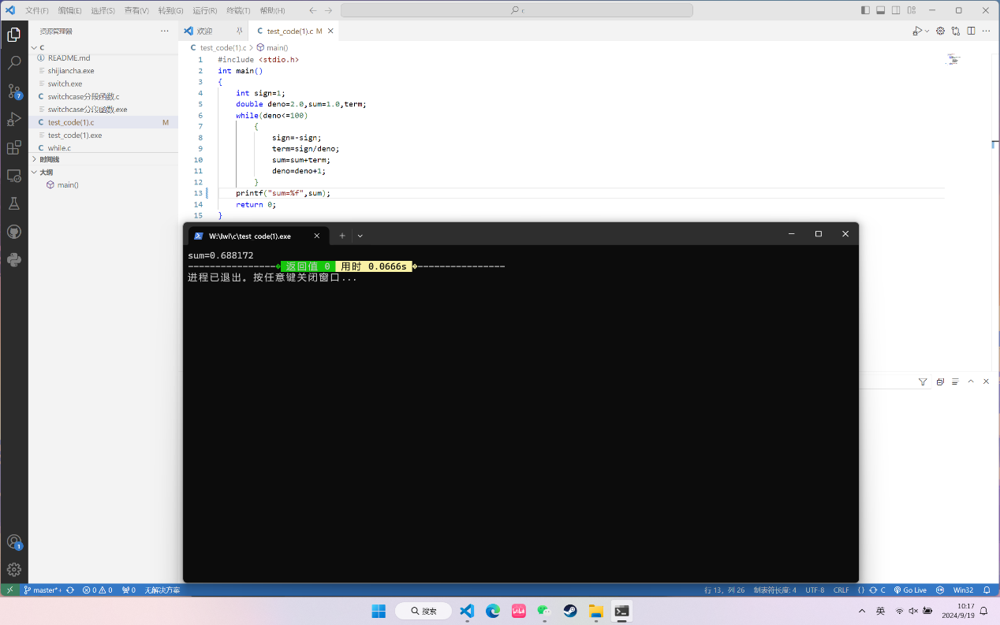 文件(F) 编辑(E) 选择(S) 查看(V) 转到(G) 运行(R) 终端(T) 帮助(H) c
资源管理器
欢迎
test_code(1).c M
C
test_code(1).c > main()
README.md
shijiancha.exe
switch.exe
switchcase分段函数.c
switchcase分段函数.exe
test_code(1).c M
test_code(1).exe
while.c
时间线
大纲
main()
1 #include <stdio.h>
2 int main()
3 {
4 int sign=1;
5 double deno=2.0,sum=1.0,term;
6 while(deno<=100)
7 {
8 sign=-sign;
9 term=sign/deno;
10 sum=sum+term;
11 deno=deno+1;
12 }
13 printf("sum=%f",sum);
14 return 0;
15 }
W:\lwl\c\test_code(1).exe
sum=0.688172
返回值 0 用时 0.0666s
进程已退出。按任意键关闭窗口...
7
1
master*+ 0 0 0 无解决方案 行 13，列 26 制表符长度: 4 UTF-8 CRLF {} C Go Live Win32
搜索
英
10:17
2024/9/19